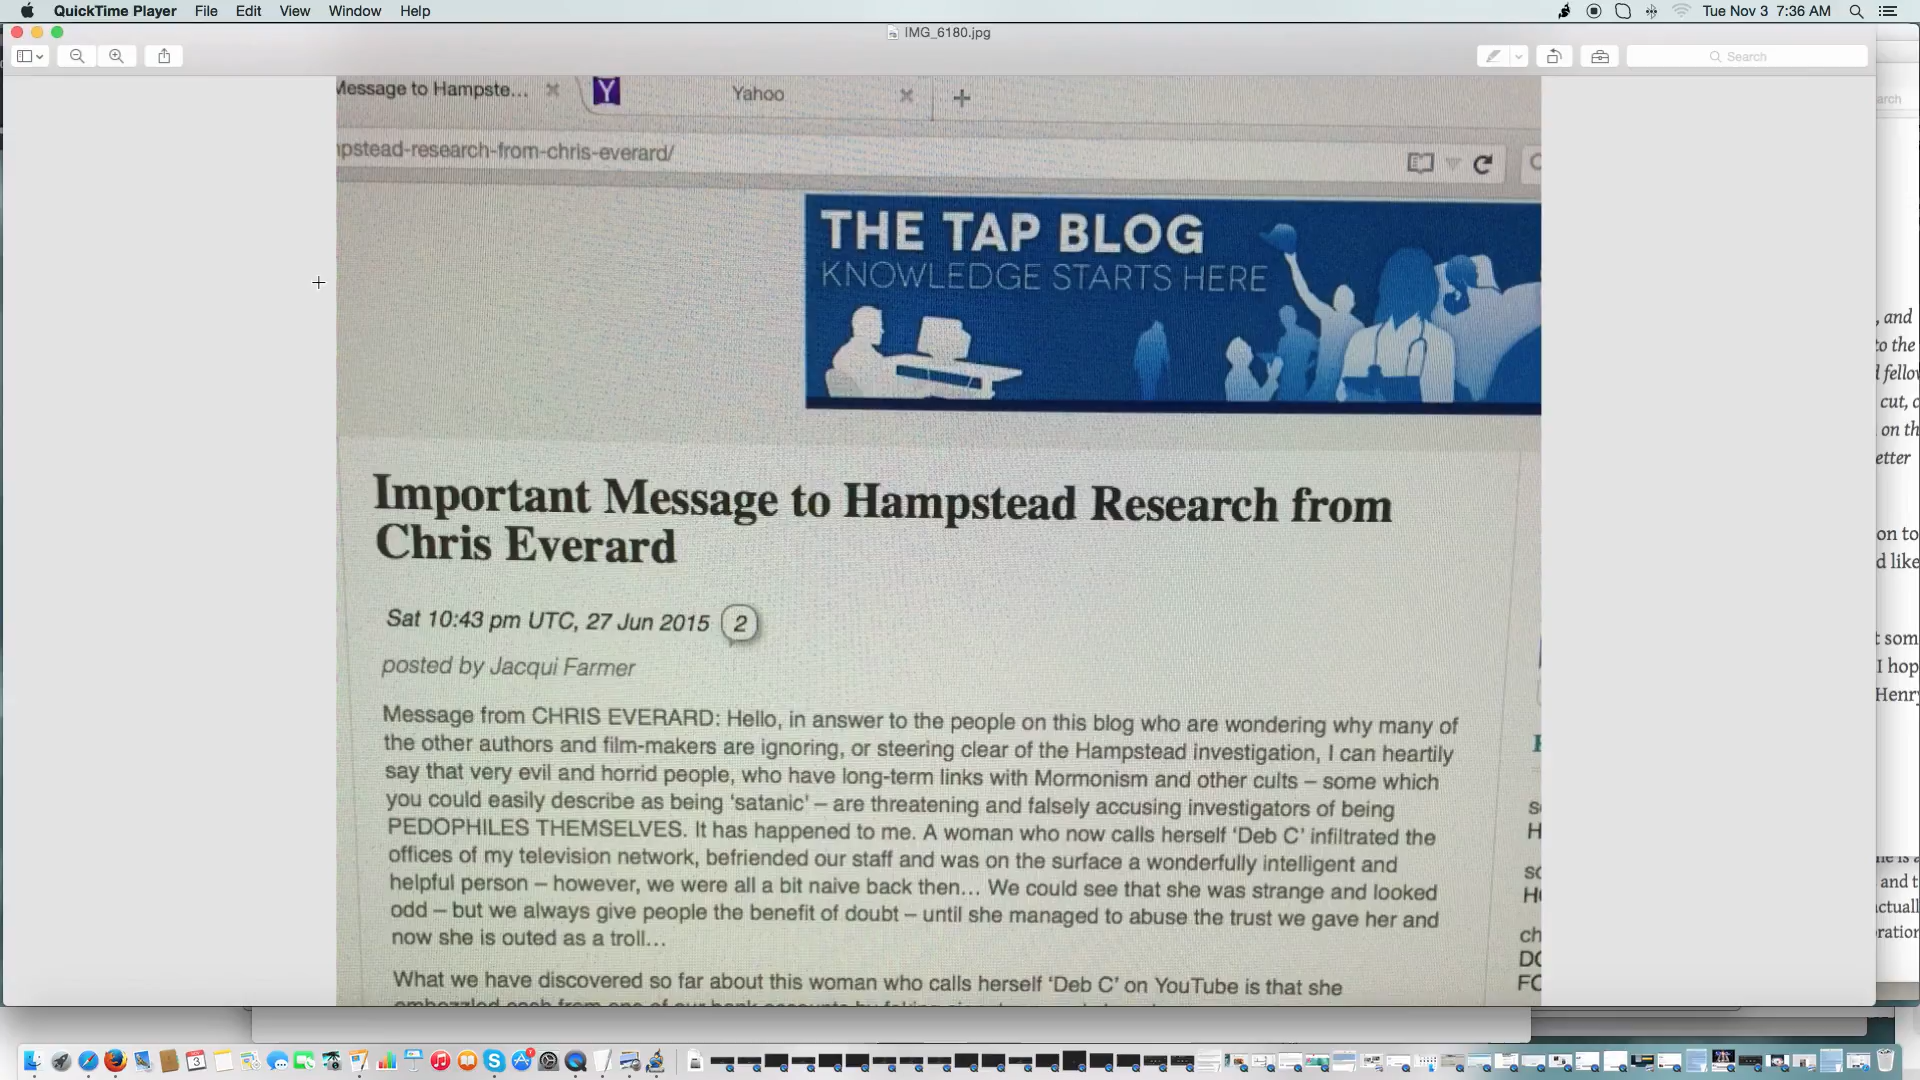 QuickTime Player File Edit View Window Help Tue Nov 3 7:36 AM
IMG_6180.jpg
Search
Message to Hampste... Yahoo
pstead-research-from-chris-everard/
THE TAP BLOG
KNOWLEDGE STARTS HERE
Important Message to Hampstead Research from
Chris Everard
Sat 10:43 pm UTC, 27 Jun 2015 2
posted by Jacqui Farmer
Message from CHRIS EVERARD: Hello, in answer to the people on this blog who are wondering why many of
the other authors and film-makers are ignoring, or steering clear of the Hampstead investigation, I can heartily
say that very evil and horrid people, who have long-term links with Mormonism and other cults – some which
you could easily describe as being 'satanic' – are threatening and falsely accusing investigators of being
PEDOPHILES THEMSELVES. It has happened to me. A woman who now calls herself 'Deb C' infiltrated the
offices of my television network, befriended our staff and was on the surface a wonderfully intelligent and
helpful person – however, we were all a bit naive back then... We could see that she was strange and looked
odd – but we always give people the benefit of doubt – until she managed to abuse the trust we gave her and
now she is outed as a troll...
What we have discovered so far about this woman who calls herself 'Deb C' on YouTube is that she
, and
to the
cut,
on
etter
on to
d like
I hop
Henry
and